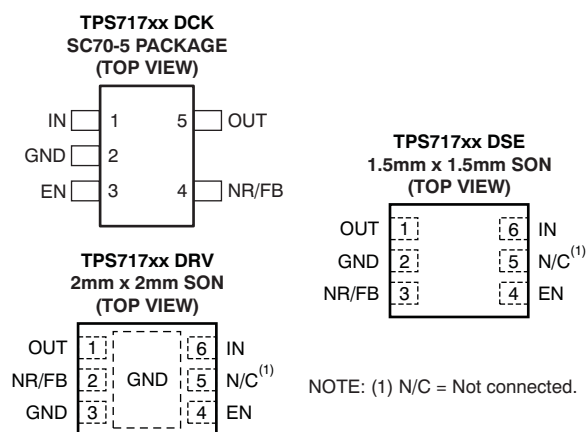 TPS717xx DCK
SC70-5 PACKAGE
(TOP VIEW)
IN 1 5 OUT
GND 2
EN 3 4 NR/FB
TPS717xx DRV
2mm x 2mm SON
(TOP VIEW)
OUT 1 6 IN
NR/FB 2 GND 5 N/C(1)
GND 3 4 EN
TPS717xx DSE
1.5mm x 1.5mm SON
(TOP VIEW)
OUT 1 6 IN
GND 2 5 N/C(1)
NR/FB 3 4 EN
NOTE: (1) N/C = Not connected.